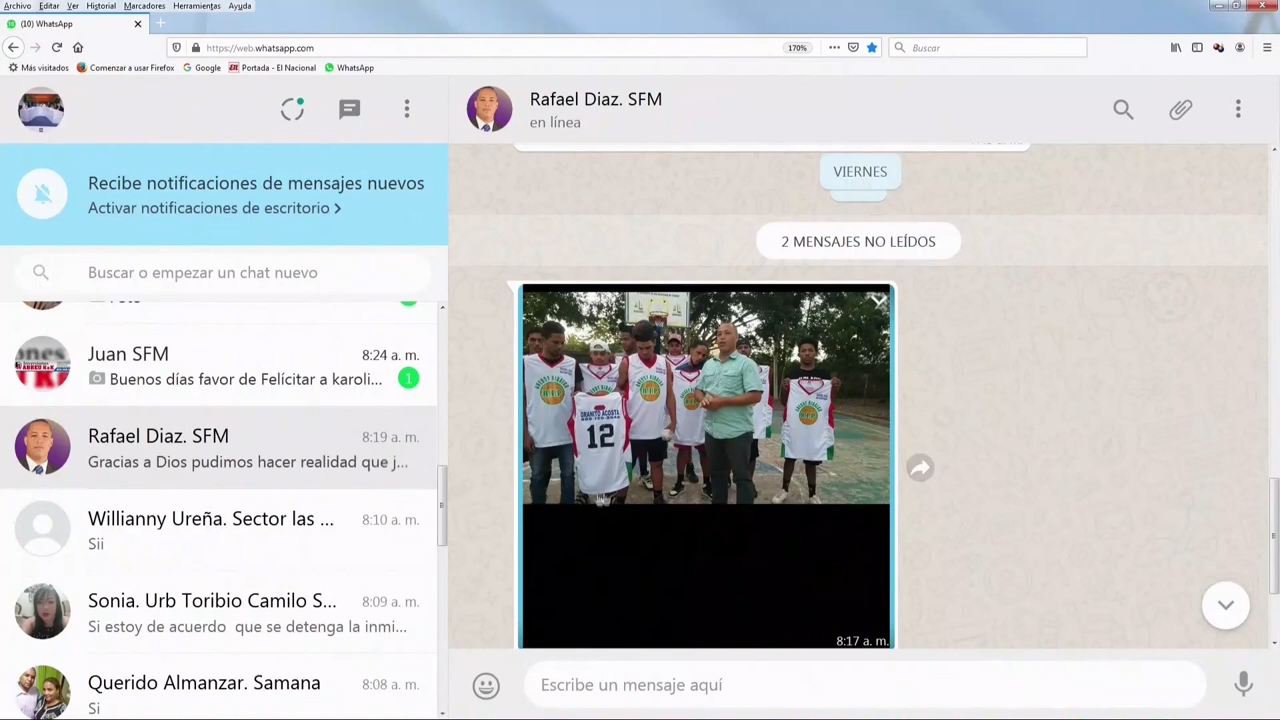 Archivo Editar Ver Historial Marcadores Herramientas Ayuda
(10) WhatsApp
https://web.whatsapp.com
170%
Buscar
Más visitados Comenzar a usar Firefox Google Portada - El Nacional WhatsApp
Recibe notificaciones de mensajes nuevos
Activar notificaciones de escritorio
Buscar o empezar un chat nuevo
Juan SFM 8:24 a. m.
Buenos días favor de Felícitar a karoli... 1
Rafael Diaz. SFM 8:19 a. m.
Gracias a Dios pudimos hacer realidad que j...
Willianny Ureña. Sector las ... 8:10 a. m.
Sii
Sonia. Urb Toribio Camilo S... 8:09 a. m.
Si estoy de acuerdo que se detenga la inmi...
Querido Almanzar. Samana 8:08 a. m.
Si
Rafael Diaz. SFM
en línea
VIERNES
2 MENSAJES NO LEÍDOS
GRANITO ACOSTA
12
8:17 a. m.
Escribe un mensaje aquí